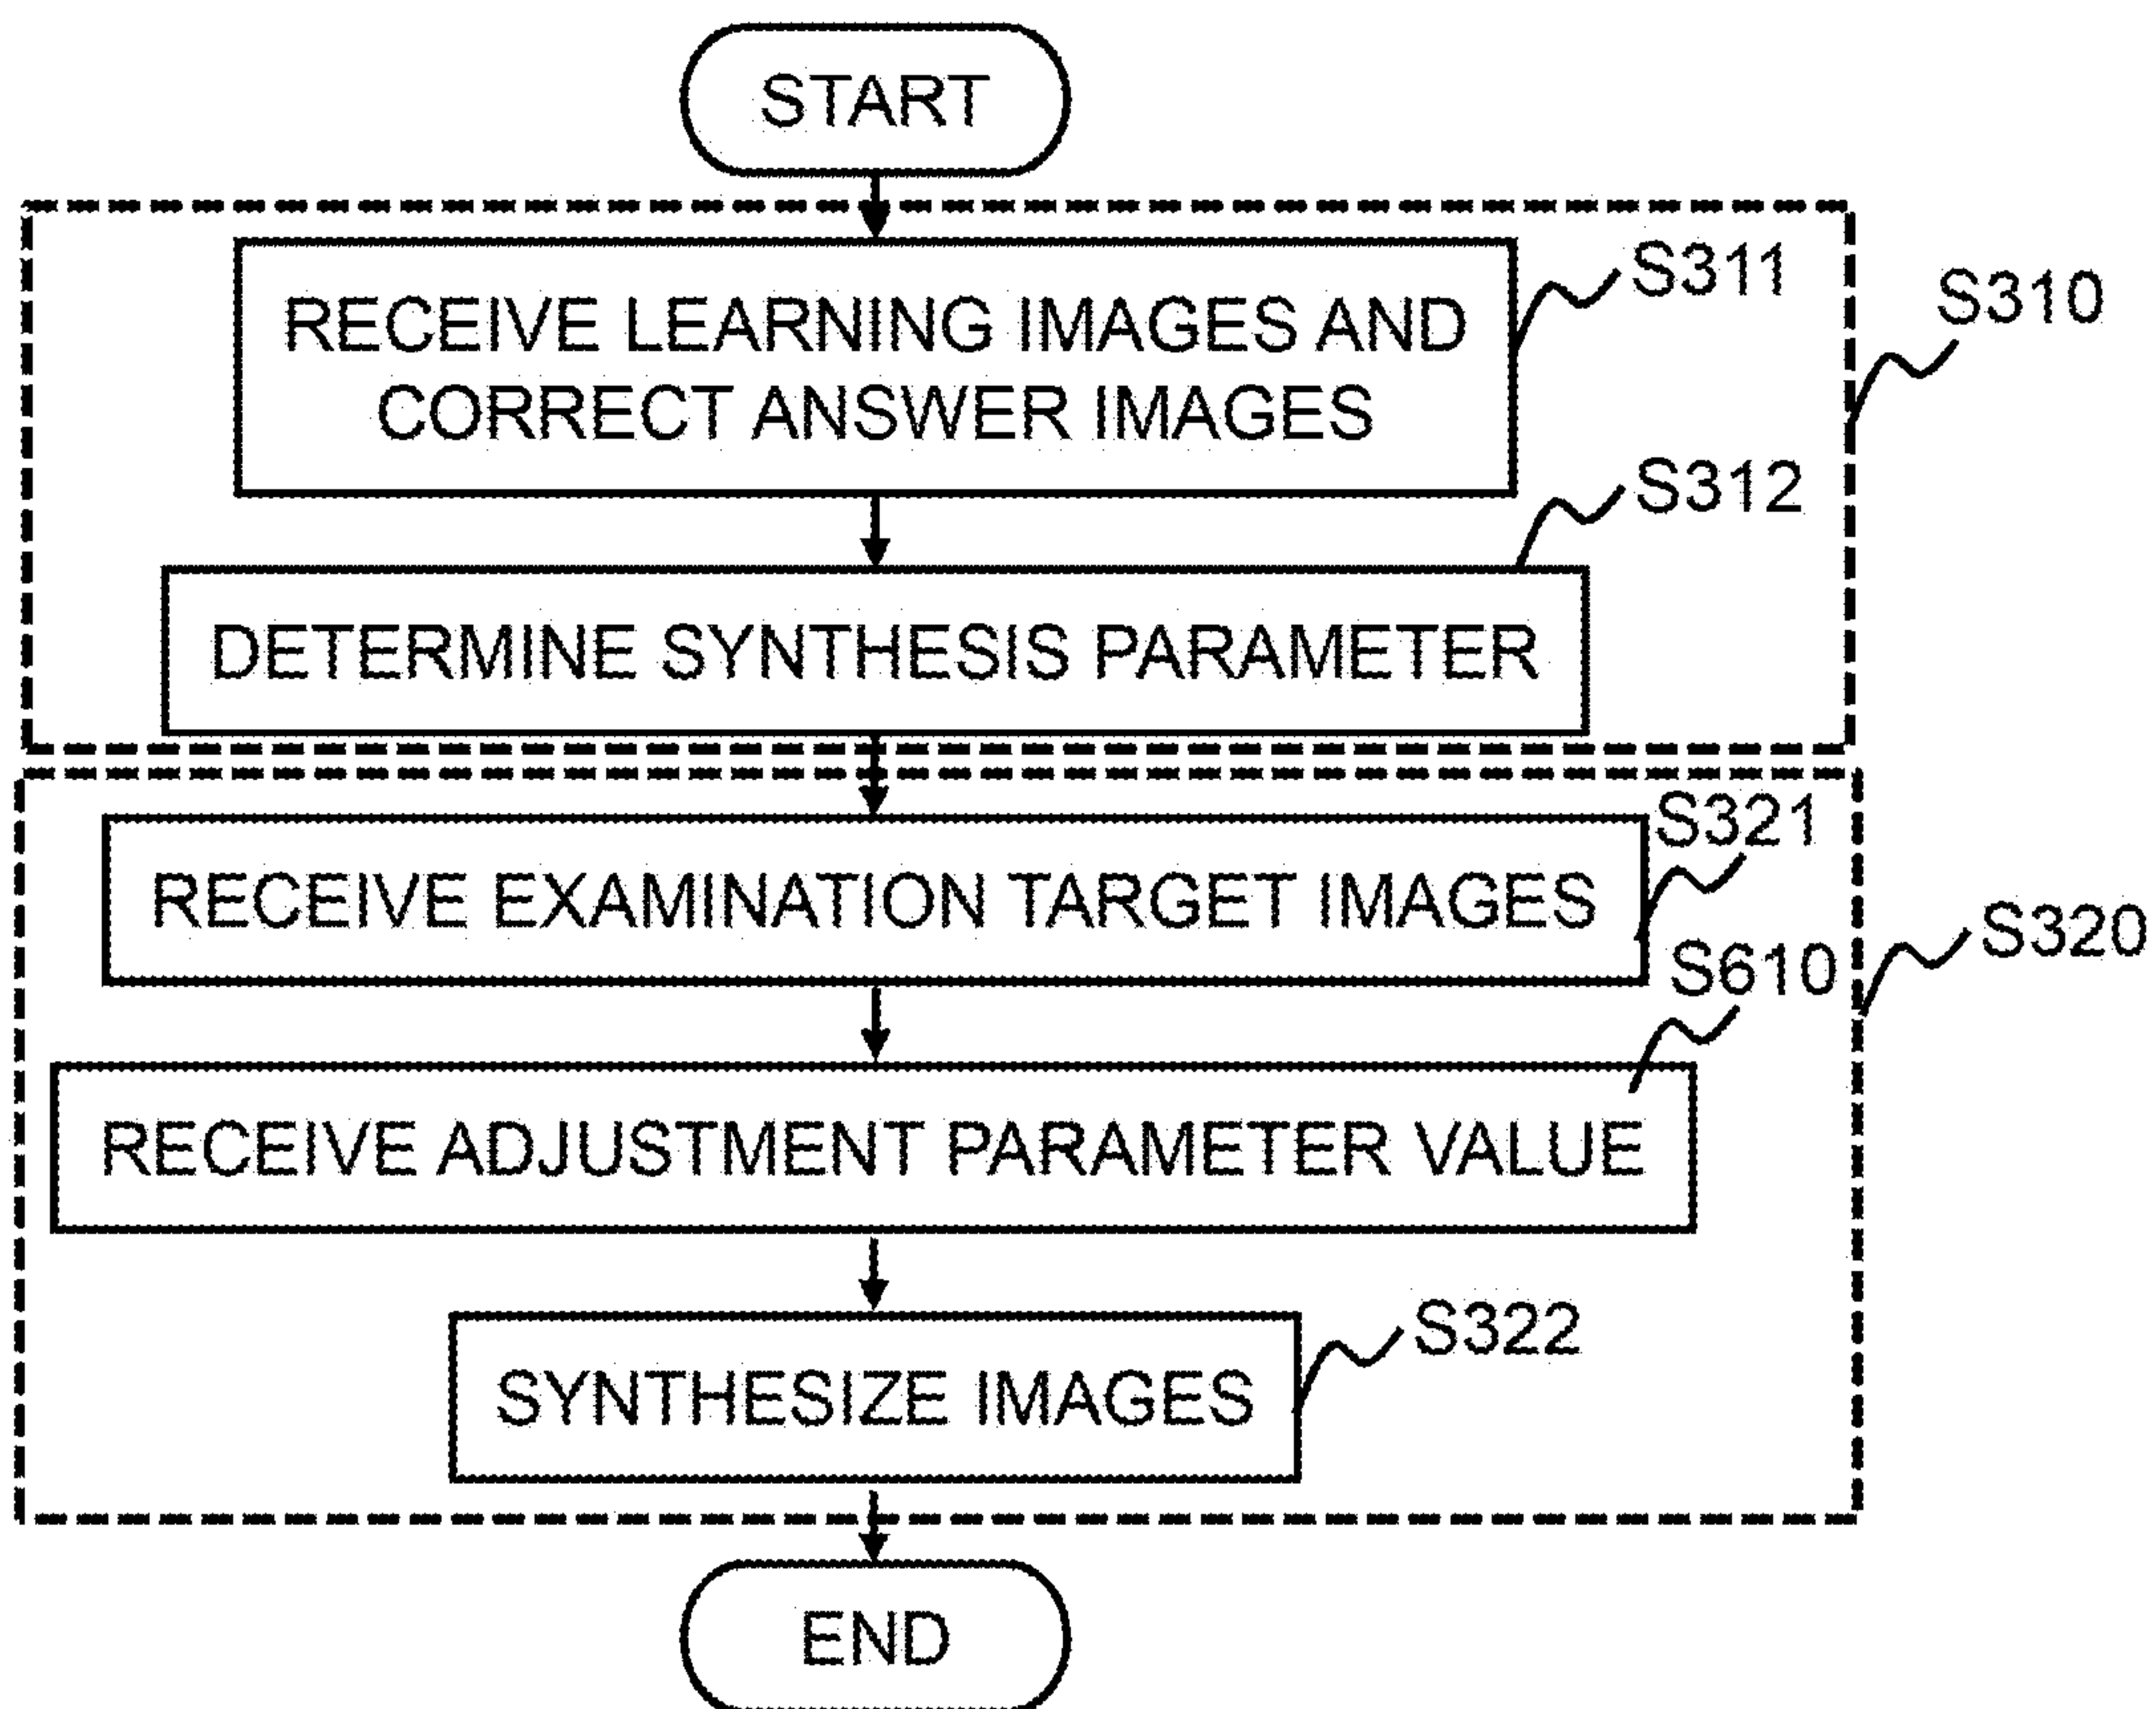 START
RECEIVE LEARNING IMAGES AND
CORRECT ANSWER IMAGES
S311
S310
DETERMINE SYNTHESIS PARAMETER
S312
RECEIVE EXAMINATION TARGET IMAGES
S321
S320
RECEIVE ADJUSTMENT PARAMETER VALUE
S610
SYNTHESIZE IMAGES
S322
END